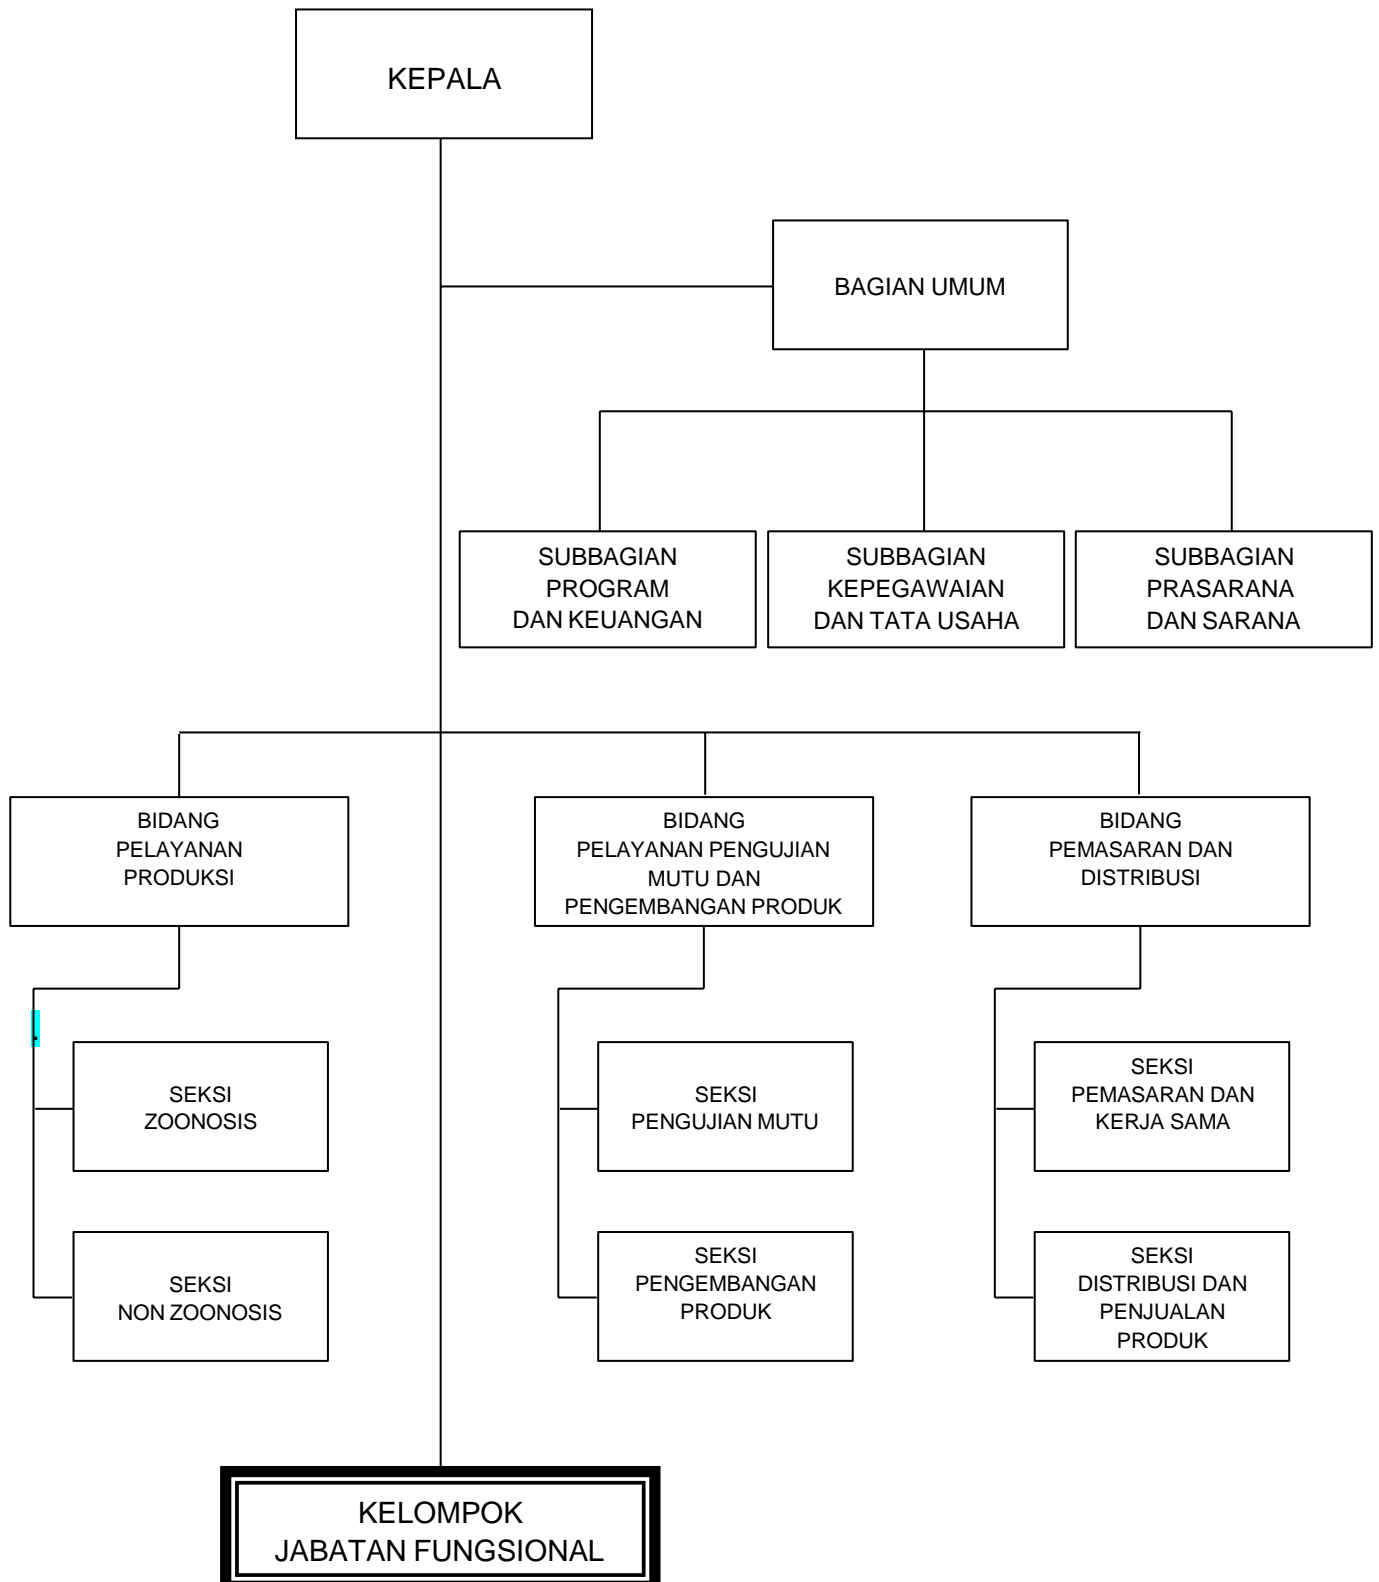 KEPALA
BAGIAN UMUM
SUBBAGIAN
PROGRAM
DAN KEUANGAN
SUBBAGIAN
KEPEGAWAIAN
DAN TATA USAHA
SUBBAGIAN
PRASARANA
DAN SARANA
BIDANG
PELAYANAN
PRODUKSI
BIDANG
PELAYANAN PENGUJIAN
MUTU DAN
PENGEMBANGAN PRODUK
BIDANG
PEMASARAN DAN
DISTRIBUSI
.
SEKSI
ZOONOSIS
SEKSI
PENGUJIAN MUTU
SEKSI
PEMASARAN DAN
KERJA SAMA
SEKSI
NON ZOONOSIS
SEKSI
PENGEMBANGAN
PRODUK
SEKSI
DISTRIBUSI DAN
PENJUALAN
PRODUK
KELOMPOK
JABATAN FUNGSIONAL